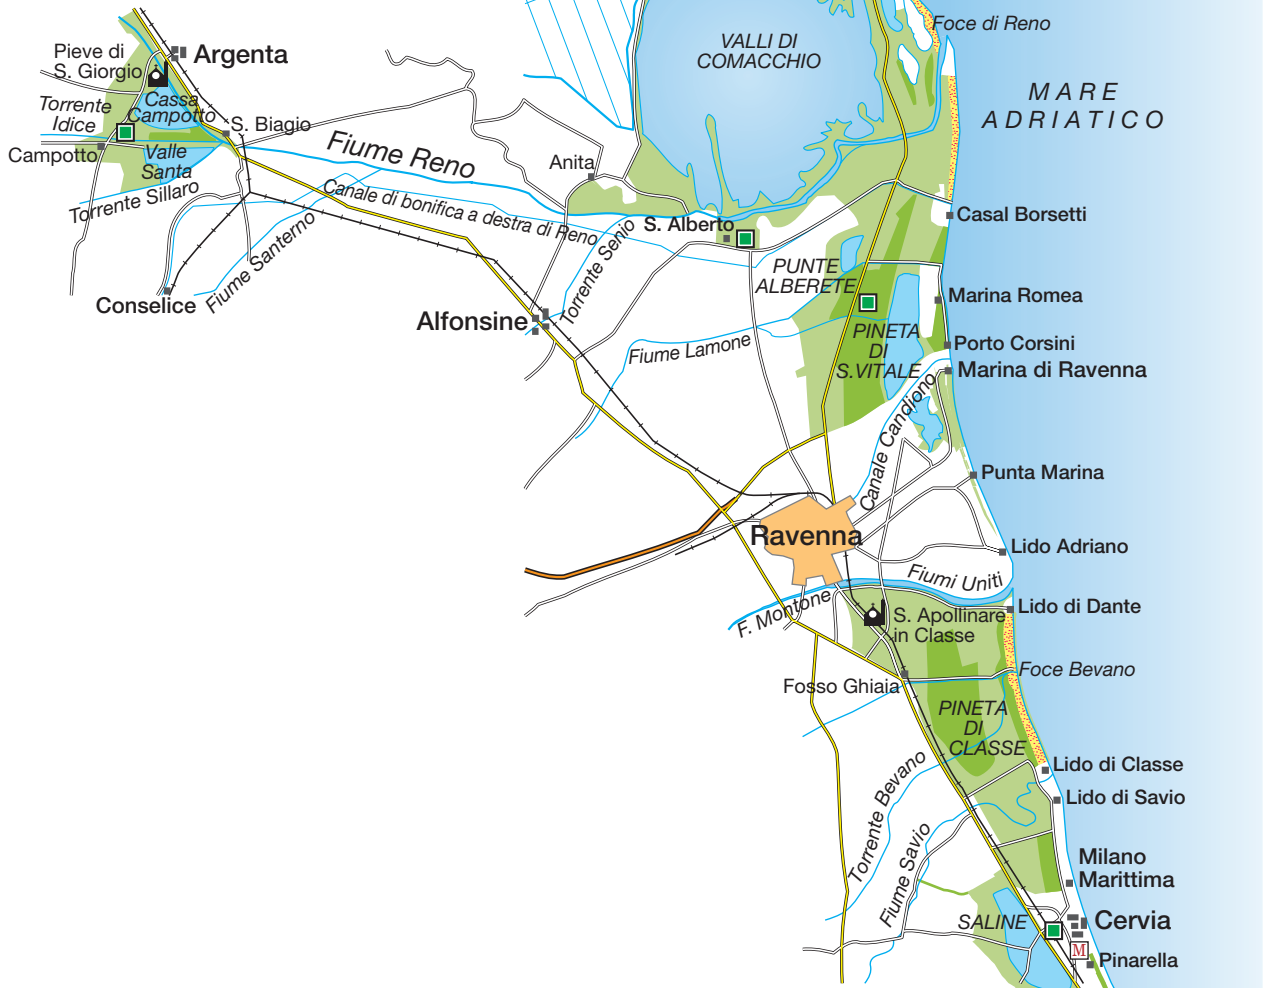 Foce di Reno
Pieve di
S. Giorgio
Argenta
VALLI DI
COMACCHIO
MARE
ADRIATICO
Torrente
Idice
Cassa
Campotto
S. Biagio
Campotto
Valle
Santa
Fiume Reno
Anita
Torrente Sillaro
Canale di bonifica a destra di Reno
Casal Borsetti
S. Alberto
Fiume Santerno
Torrente Senio
PUNTE
ALBERETE
Conselice
Marina Romea
Alfonsine
PINETA
DI
S.VITALE
Porto Corsini
Fiume Lamone
Marina di Ravenna
Canale Candiono
Punta Marina
Ravenna
Lido Adriano
Fiumi Uniti
F. Montone
Lido di Dante
S. Apollinare
in Classe
Foce Bevano
Fosso Ghiaia
PINETA
DI
CLASSE
Lido di Classe
Torrente Bevano
Lido di Savio
Fiume Savio
Milano
Marittima
SALINE
Cervia
M
Pinarella